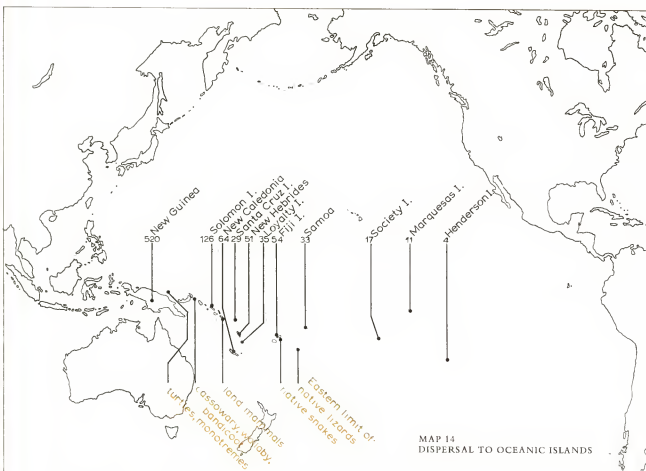 New Guinea
Solomon I.
New Caledonia
Santa Cruz I.
New Hebrides
Loyalty I.
Fiji I.
Samoa
Society I.
Marquesas I.
Henderson I.
520
126
64
29
51
35
54
33
17
11
4
turtles, monotremes
cassowary, wallaby,
bandicoot
land mammals
native snakes
native lizards
Eastern limit of:
MAP 14
DISPERSAL TO OCEANIC ISLANDS